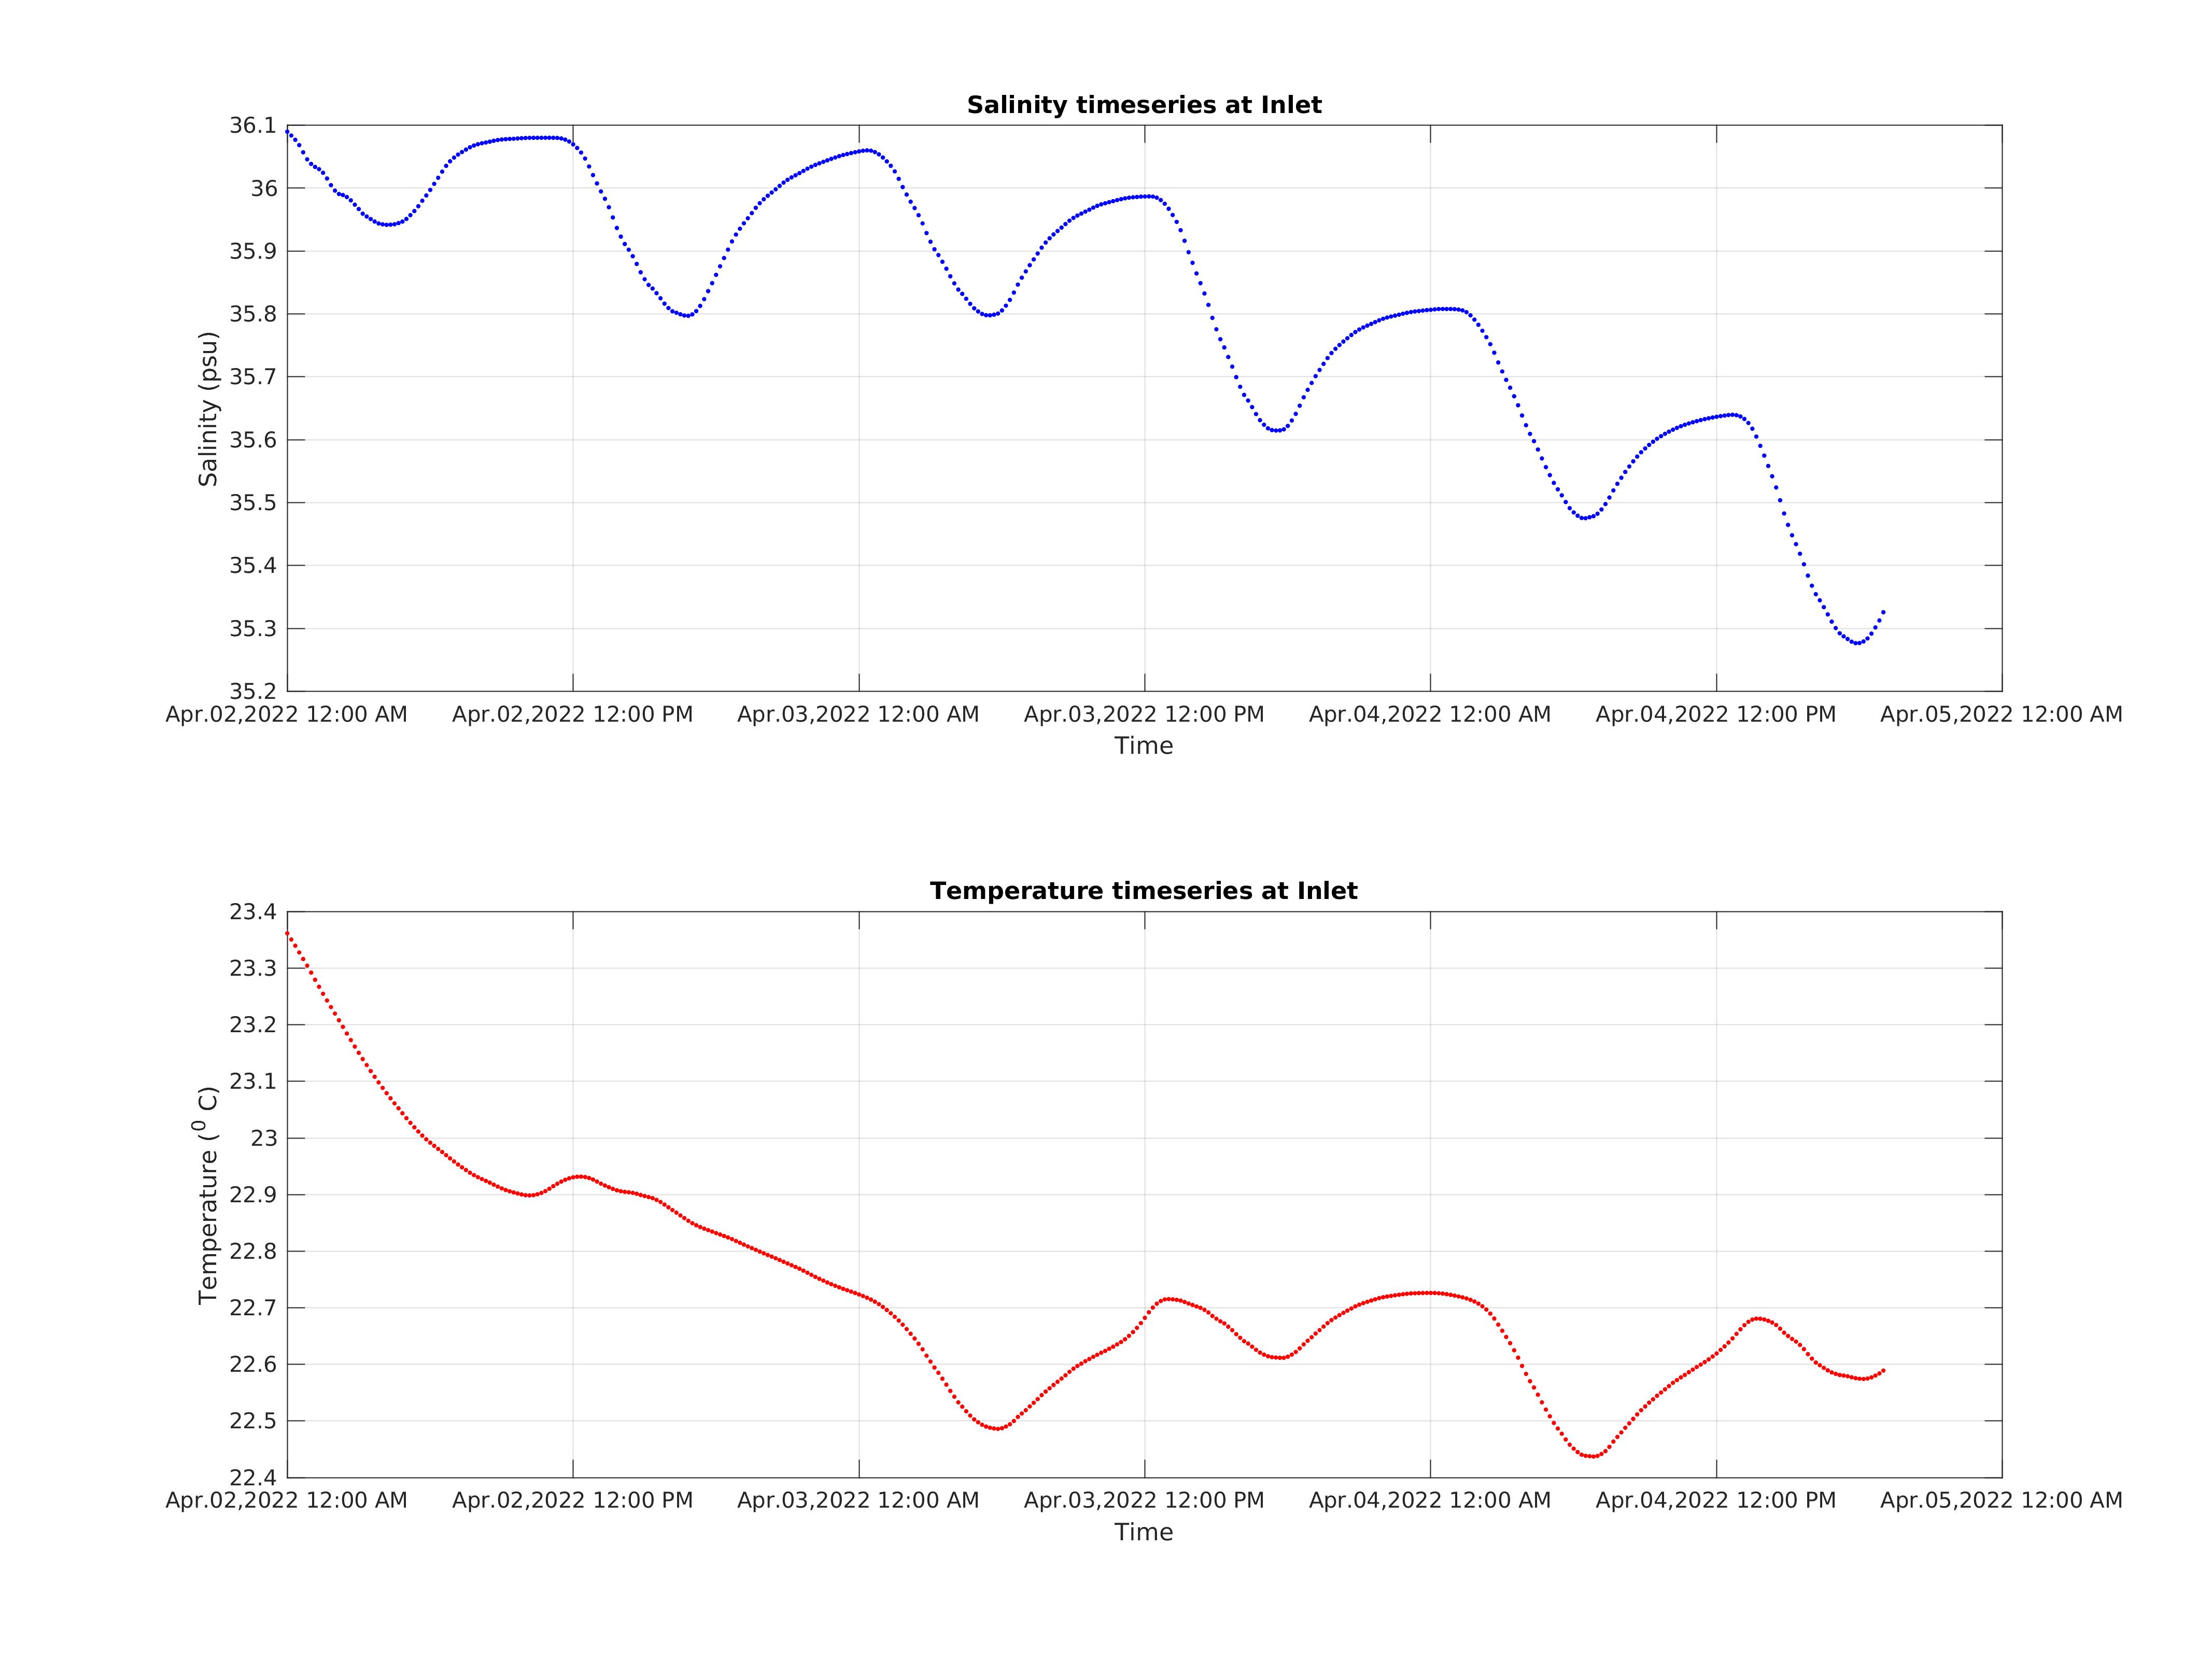 Salinity timeseries at Inlet
36.1
36
35.9
35.8
35.7
35.6
35.5
35.4
35.3
35.2
Salinity (psu)
Apr.02,2022 12:00 AM Apr.02,2022 12:00 PM Apr.03,2022 12:00 AM Apr.03,2022 12:00 PM Apr.04,2022 12:00 AM Apr.04,2022 12:00 PM Apr.05,2022 12:00 AM
Time
Temperature timeseries at Inlet
23.4
23.3
23.2
23.1
23
22.9
22.8
22.7
22.6
22.5
22.4
Temperature (⁰ C)
Apr.02,2022 12:00 AM Apr.02,2022 12:00 PM Apr.03,2022 12:00 AM Apr.03,2022 12:00 PM Apr.04,2022 12:00 AM Apr.04,2022 12:00 PM Apr.05,2022 12:00 AM
Time